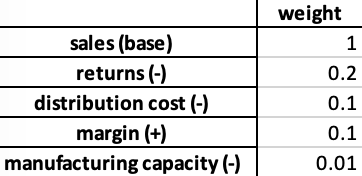 weight
sales (base) 1
returns (-) 0.2
distribution cost (-) 0.1
margin (+) 0.1
manufacturing capacity (-) 0.01